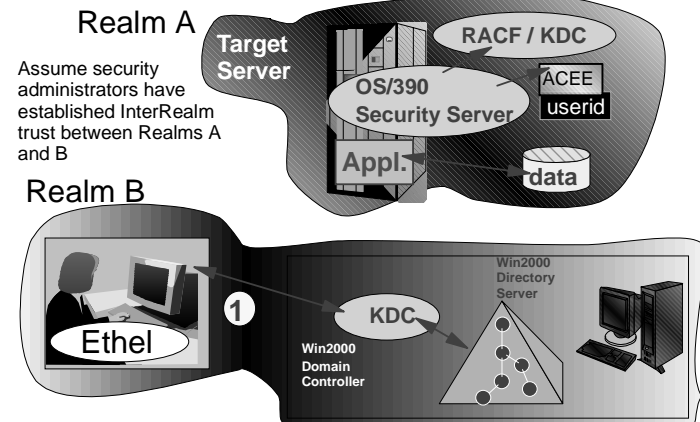 Realm A
Assume security
administrators have
established InterRealm
trust between Realms A
and B
Target
Server
RACF / KDC
OS/390
Security Server
ACEE
userid
Appl.
data
Realm B
Ethel
1
KDC
Win2000
Domain
Controller
Win2000
Directory
Server